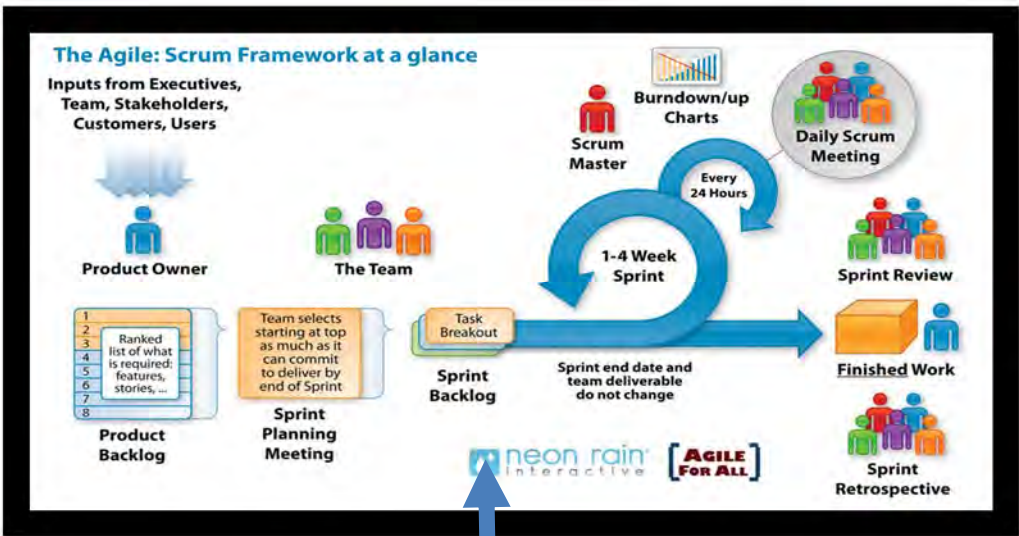 The Agile: Scrum Framework at a glance
Inputs from Executives,
Team, Stakeholders,
Customers, Users
Product Owner
The Team
Scrum
Master
Burndown/up
Charts
Daily Scrum
Meeting
Every
24 Hours
1-4 Week
Sprint
Sprint Review
1
2
3
4
5
6
7
8
Ranked
list of what
is required:
features,
stories, ...
Product
Backlog
Team selects
starting at top
as much as it
can commit
to deliver by
end of Sprint
Sprint
Planning
Meeting
Task
Breakout
Sprint
Backlog
Sprint end date and
team deliverable
do not change
Finished Work
Sprint
Retrospective
neon rain
interactive
AGILE
FOR ALL